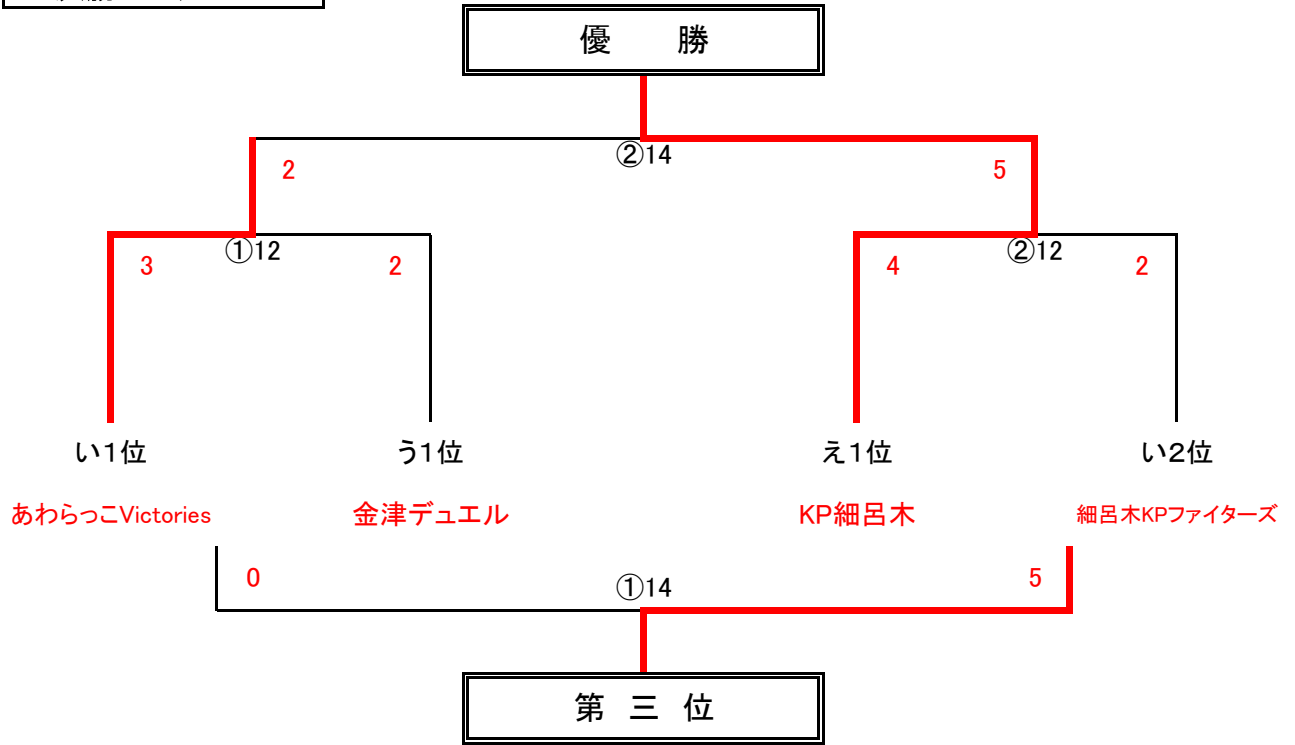 優 勝
②14
2
5
①12
②12
3
2
4
2
い1位
う1位
え1位
い2位
あわらっこVictories
金津デュエル
KP細呂木
細呂木KPファイターズ
0
①14
5
第 三 位